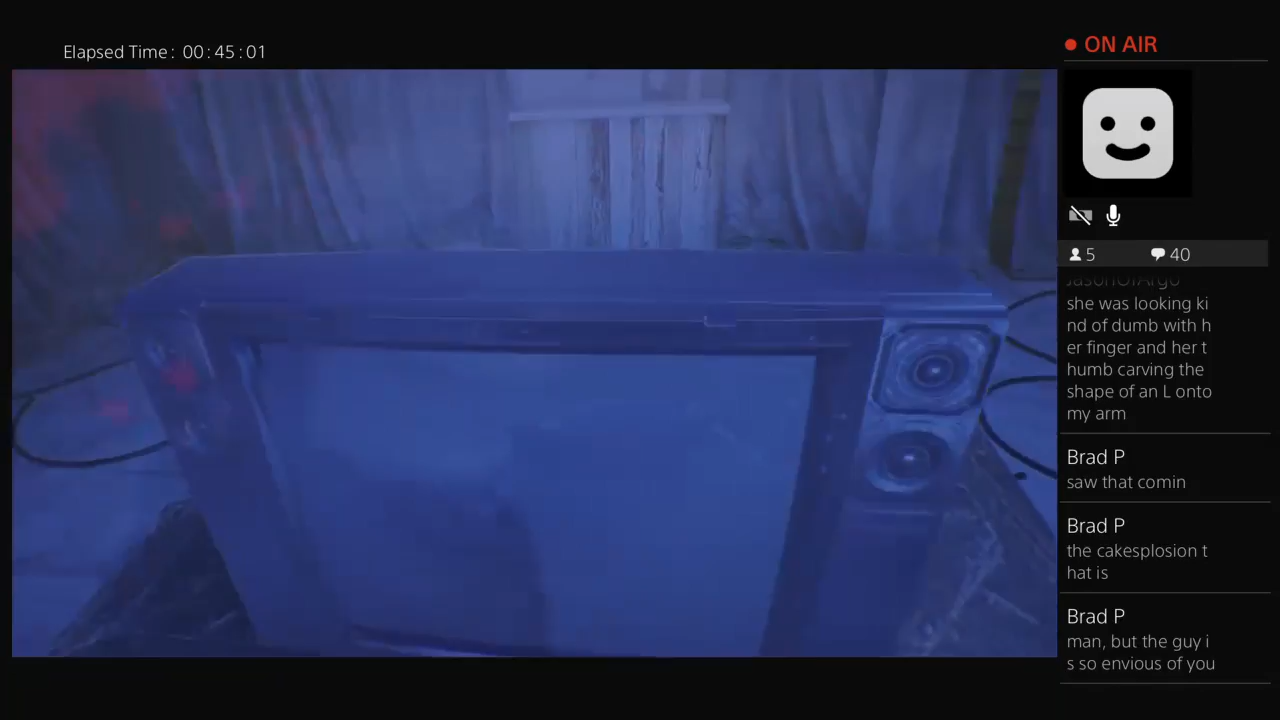 Elapsed Time: 00:45:01
ON AIR
5 40
JasonOfArgo
she was looking ki
nd of dumb with h
er finger and her t
humb carving the
shape of an L onto
my arm
Brad P
saw that comin
Brad P
the cakesplosion t
hat is
Brad P
man, but the guy i
s so envious of you